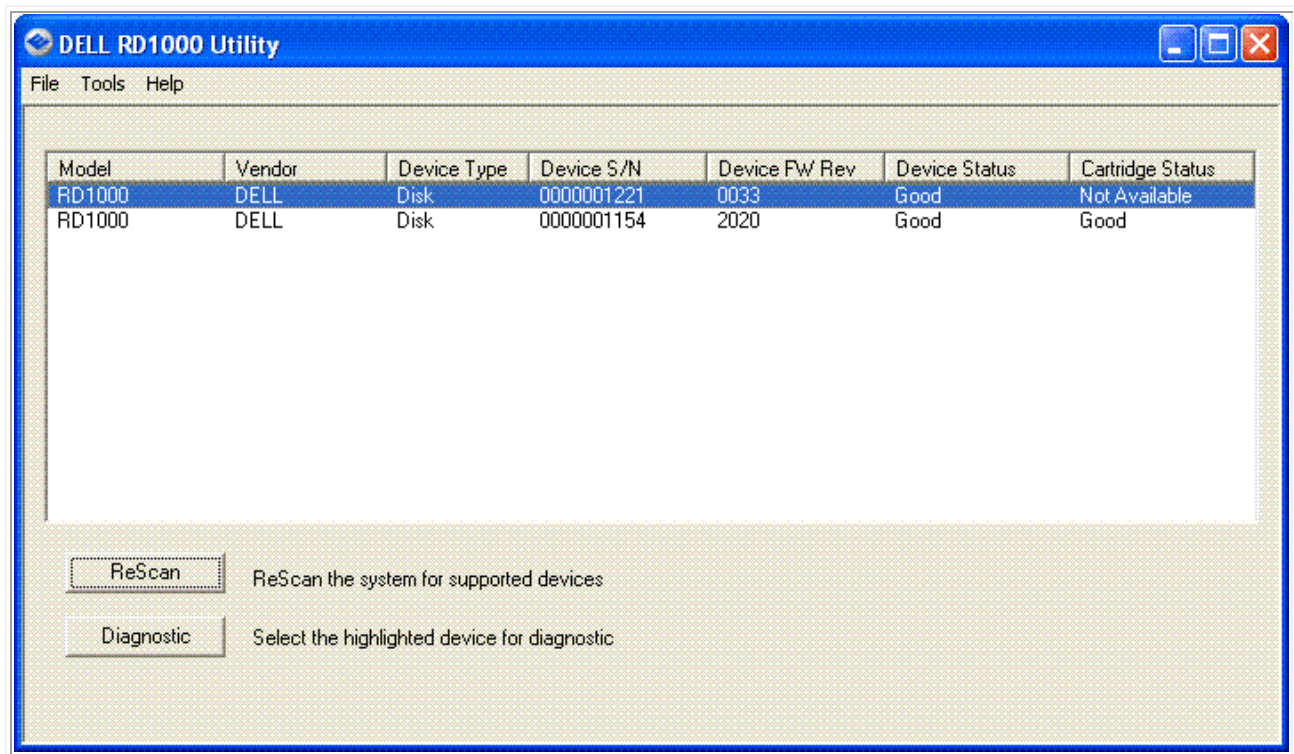 DELL RD1000 Utility
File Tools Help
Model Vendor Device Type Device S/N Device FW Rev Device Status Cartridge Status
RD1000 DELL Disk 0000001221 0033 Good Not Available
RD1000 DELL Disk 0000001154 2020 Good Good
ReScan ReScan the system for supported devices
Diagnostic Select the highlighted device for diagnostic